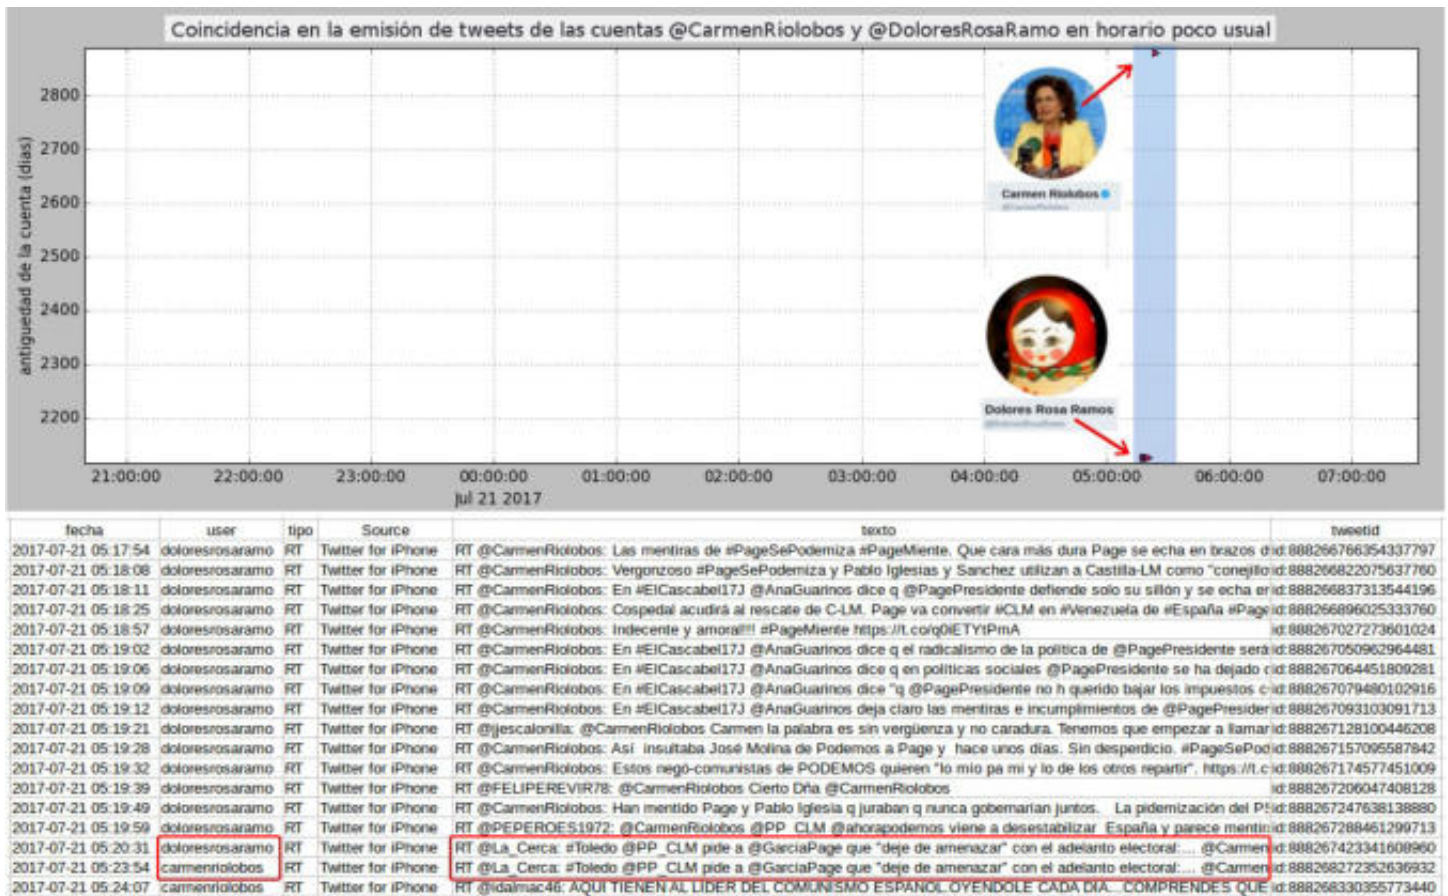 Coincidencia en la emisión de tweets de las cuentas @CarmenRiolobos y @DoloresRosaRamo en horario poco usual
antiguedad de la cuenta (dias)
2800
2700
2600
2500
2400
2300
2200
Carmen Riolobos
Dolores Rosa Ramos
21:00:00 22:00:00 23:00:00 00:00:00 01:00:00 02:00:00 03:00:00 04:00:00 05:00:00 06:00:00 07:00:00
Jul 21 2017
fecha user tipo Source texto tweetid
2017-07-21 05:17:54 doloresrosaramo RT Twitter for iPhone RT @CarmenRiolobos: Las mentiras de #PageSePodemiza #PageMiente. Que cara más dura Page se echa en brazos d id:888266766354337797
2017-07-21 05:18:08 doloresrosaramo RT Twitter for iPhone RT @CarmenRiolobos: Vergonzoso #PageSePodemiza y Pablo Iglesias y Sanchez utilizan a Castilla-LM como "conejillo id:888266822075637760
2017-07-21 05:18:11 doloresrosaramo RT Twitter for iPhone RT @CarmenRiolobos: En #ElCascabel17J @AnaGuarinos dice q @PagePresidente defiende solo su sillón y se echa en id:888266837313544196
2017-07-21 05:18:25 doloresrosaramo RT Twitter for iPhone RT @CarmenRiolobos: Cospedal acudirá al rescate de C-LM. Page va convertir #CLM en #Venezuela de #España #Page id:888266896025333760
2017-07-21 05:18:57 doloresrosaramo RT Twitter for iPhone RT @CarmenRiolobos: Indecente y amoral!!!! #PageMiente https://t.co/q0iETYtPmA id:888267027273601024
2017-07-21 05:19:02 doloresrosaramo RT Twitter for iPhone RT @CarmenRiolobos: En #ElCascabel17J @AnaGuarinos dice q el radicalismo de la política de @PagePresidente será id:888267050962964481
2017-07-21 05:19:06 doloresrosaramo RT Twitter for iPhone RT @CarmenRiolobos: En #ElCascabel17J @AnaGuarinos dice q en políticas sociales @PagePresidente se ha dejado c id:888267064451809281
2017-07-21 05:19:09 doloresrosaramo RT Twitter for iPhone RT @CarmenRiolobos: En #ElCascabel17J @AnaGuarinos dice "q @PagePresidente no h querido bajar los impuestos c id:888267079480102916
2017-07-21 05:19:12 doloresrosaramo RT Twitter for iPhone RT @CarmenRiolobos: En #ElCascabel17J @AnaGuarinos deja claro las mentiras e incumplimientos de @PagePresiden id:888267093103091713
2017-07-21 05:19:21 doloresrosaramo RT Twitter for iPhone RT @jjescalonilla: @CarmenRiolobos Carmen la palabra es sin vergüenza y no caradura. Tenemos que empezar a llamar id:888267128100446208
2017-07-21 05:19:28 doloresrosaramo RT Twitter for iPhone RT @CarmenRiolobos: Así insultaba José Molina de Podemos a Page y hace unos días. Sin desperdicio. #PageSePod id:888267157095587842
2017-07-21 05:19:32 doloresrosaramo RT Twitter for iPhone RT @CarmenRiolobos: Estos negó-comunistas de PODEMOS quieren "lo mío pa mi y lo de los otros repartir". https://t.c id:888267174577451009
2017-07-21 05:19:39 doloresrosaramo RT Twitter for iPhone RT @FELIPEREVIR78: @CarmenRiolobos Cierto Dña @CarmenRiolobos id:888267206047408128
2017-07-21 05:19:49 doloresrosaramo RT Twitter for iPhone RT @CarmenRiolobos: Han mentido Page y Pablo Iglesia q juraban q nunca gobernarían juntos. La pidemización del PS id:888267247638138880
2017-07-21 05:19:59 doloresrosaramo RT Twitter for iPhone RT @PEPEROES1972: @CarmenRiolobos @PP_CLM @ahorapodemos viene a desestabilizar España y parece mentir id:888267288461299713
2017-07-21 05:20:31 doloresrosaramo RT Twitter for iPhone RT @La_Cerca: #Toledo @PP_CLM pide a @GarciaPage que "deje de amenazar" con el adelanto electoral:... @Carmen id:888267423341608960
2017-07-21 05:23:54 carmenriolobos RT Twitter for iPhone RT @La_Cerca: #Toledo @PP_CLM pide a @GarciaPage que "deje de amenazar" con el adelanto electoral:... @Carmen id:888268272352636932
2017-07-21 05:24:07 carmenriolobos RT Twitter for iPhone RT @idalmac46: AQUI TIENEN AL LIDER DEL COMUNISMO ESPAÑOL.OYENDOLE CADA DIA...COMPRENDES QUE id:888268330665774440